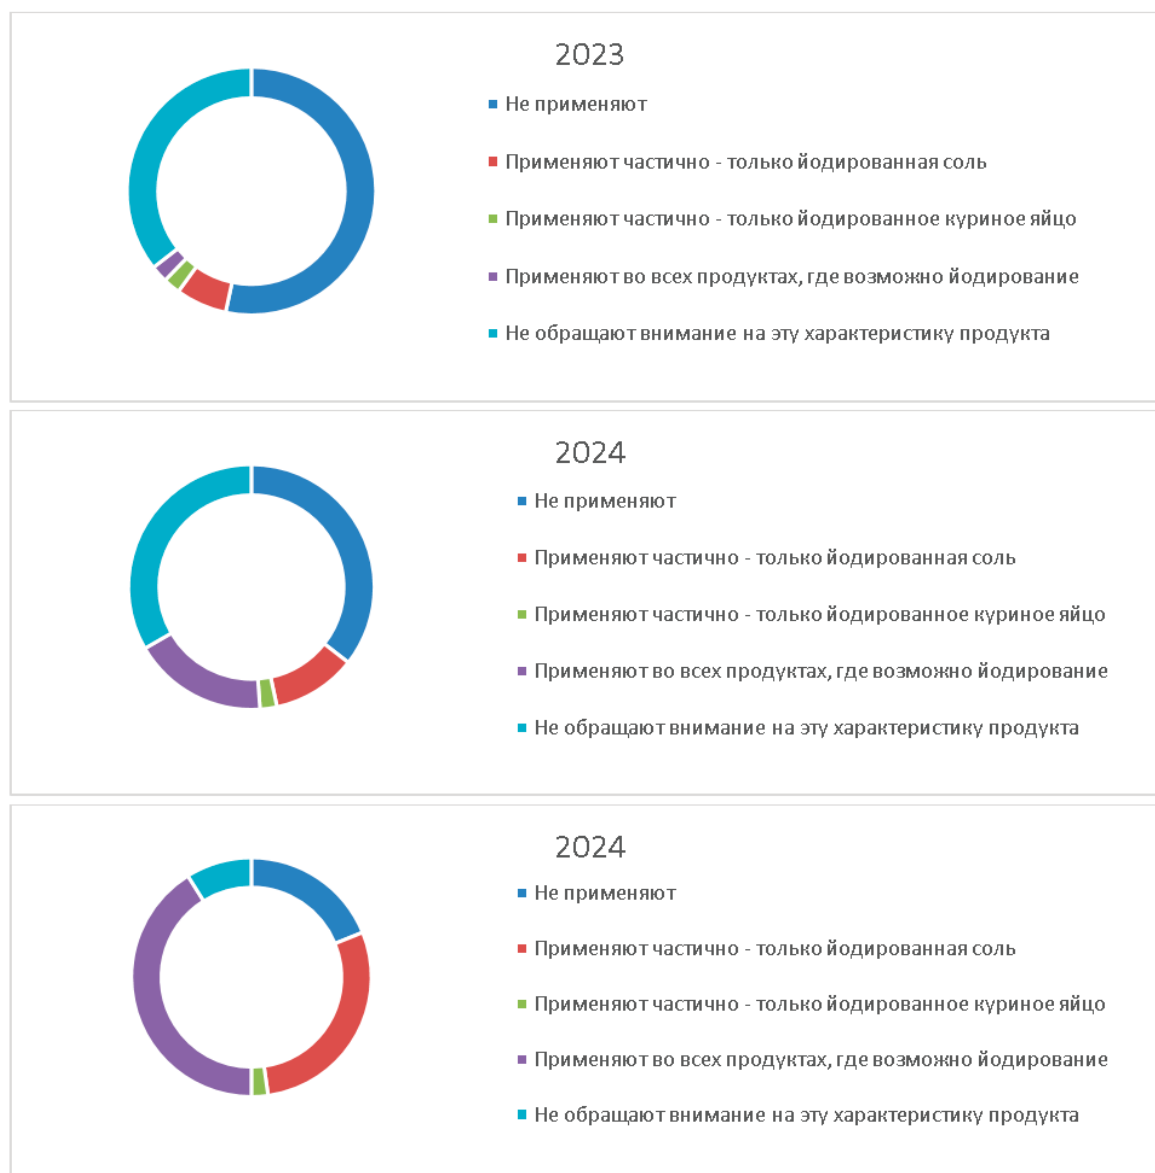 2023
Не применяют
Применяют частично - только йодированная соль
Применяют частично - только йодированное куриное яйцо
Применяют во всех продуктах, где возможно йодирование
Не обращают внимание на эту характеристику продукта
2024
Не применяют
Применяют частично - только йодированная соль
Применяют частично - только йодированное куриное яйцо
Применяют во всех продуктах, где возможно йодирование
Не обращают внимание на эту характеристику продукта
2024
Не применяют
Применяют частично - только йодированная соль
Применяют частично - только йодированное куриное яйцо
Применяют во всех продуктах, где возможно йодирование
Не обращают внимание на эту характеристику продукта